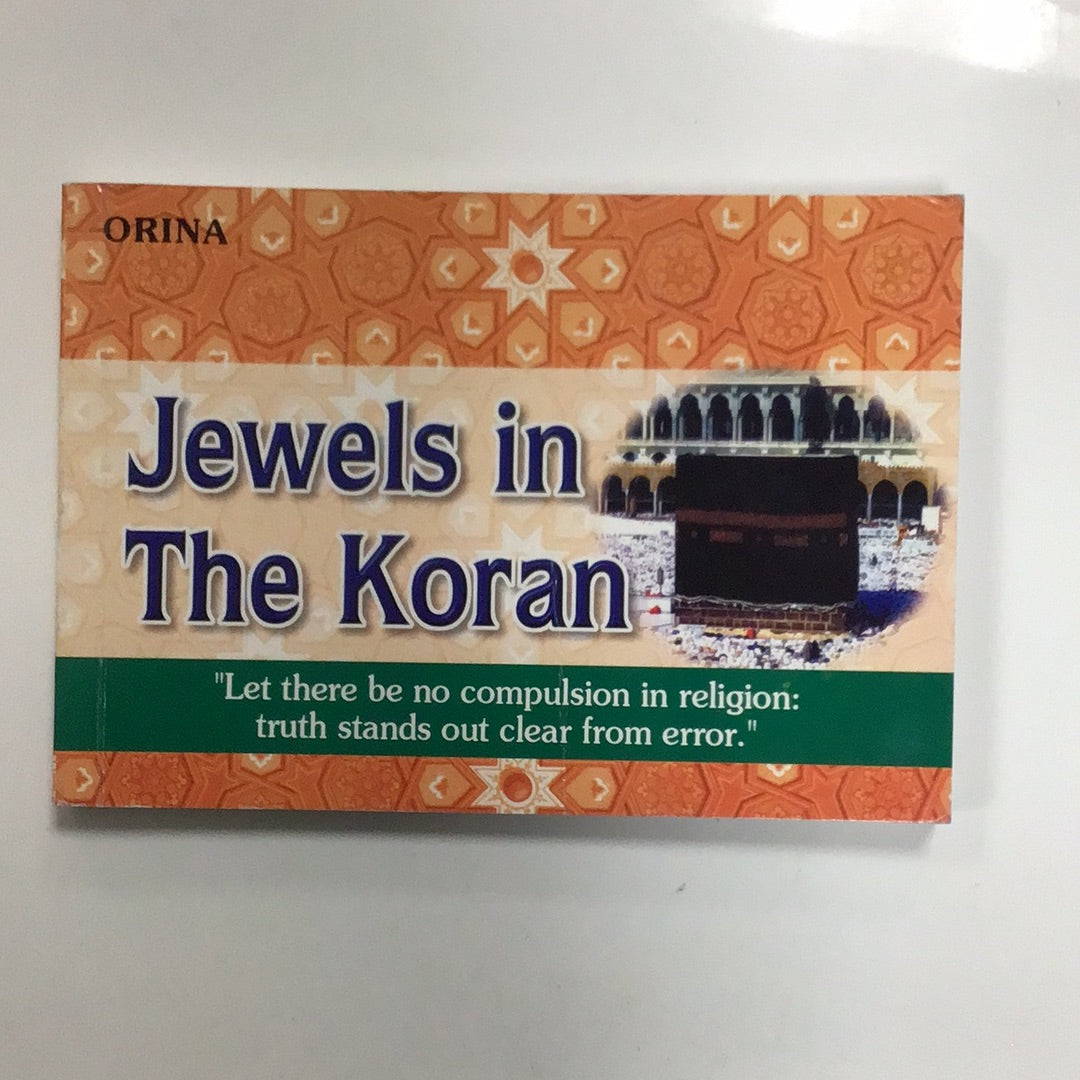 ORINA
Jewels in
The Koran
"Let there be no compulsion in religion:
truth stands out clear from error."